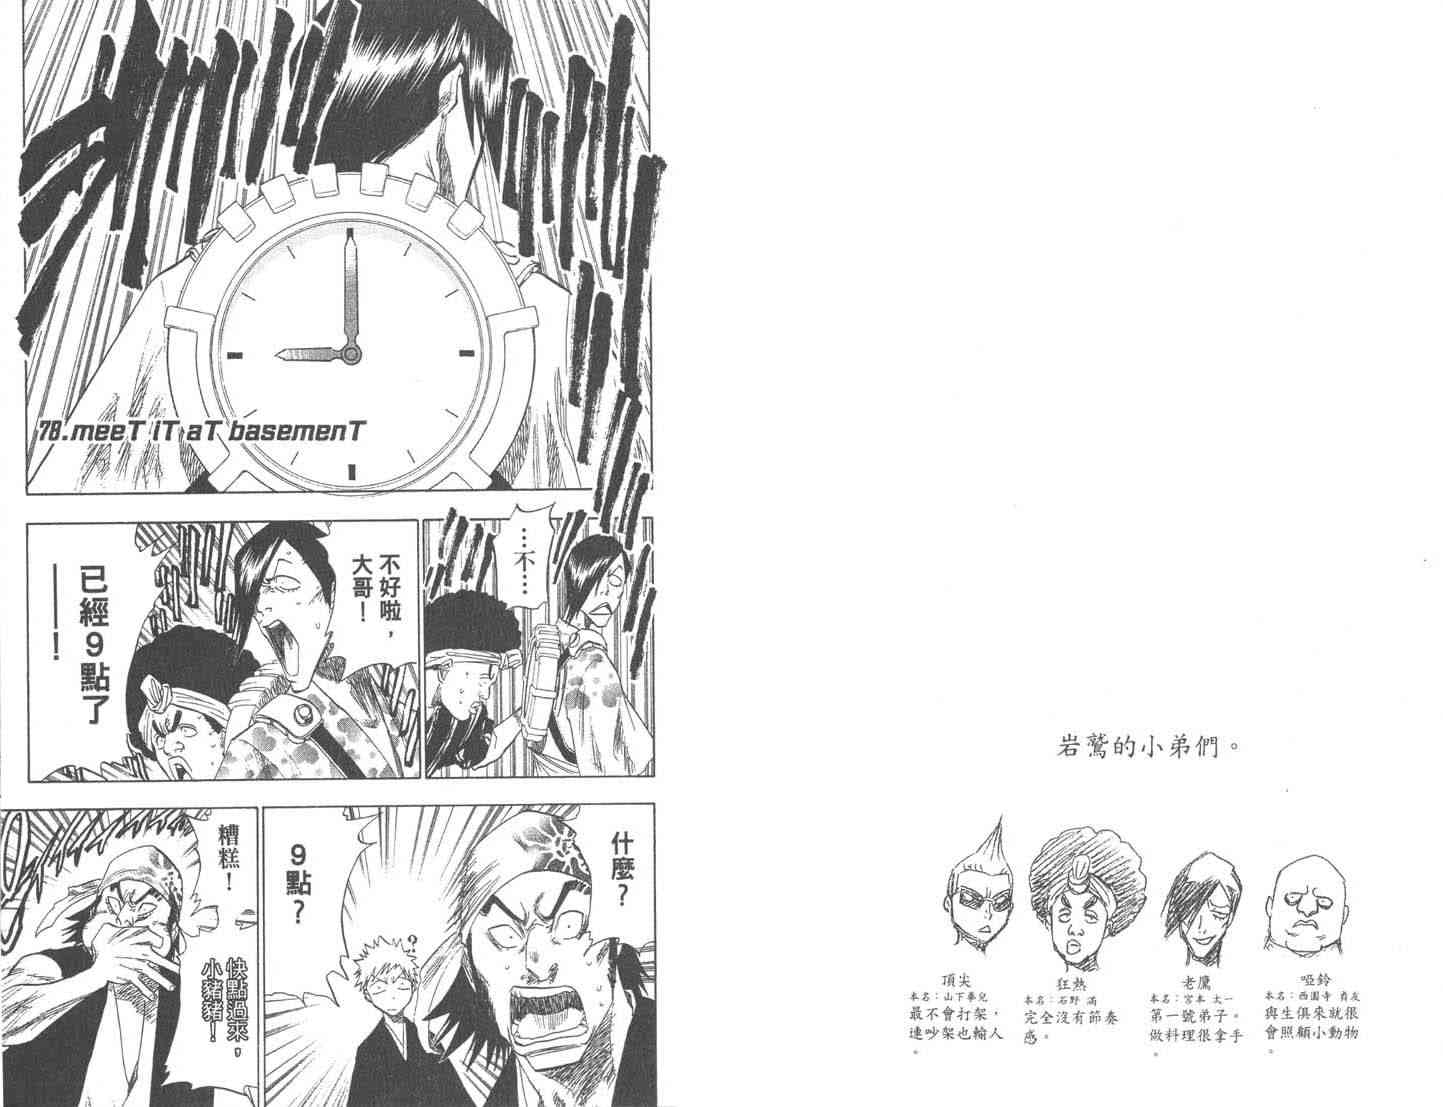 岩鷲的小弟們。
頂尖
本名：山下華兒
最不會打架，
連吵架也輸人
。
狂熱
本名：石野 滿
完全沒有節奏
感。
老鷹
本名：宮本 太一
第一號弟子。
做料理很拿手
。
啞鈴
本名：西園寺 貞友
與生俱來就很
會照顧小動物
。
78.meeT iT aT basemenT
…不…
不好啦，
大哥！
已經9點了
——！
什麼？
9點？
?
糟糕！
快點過來，
小豬豬！